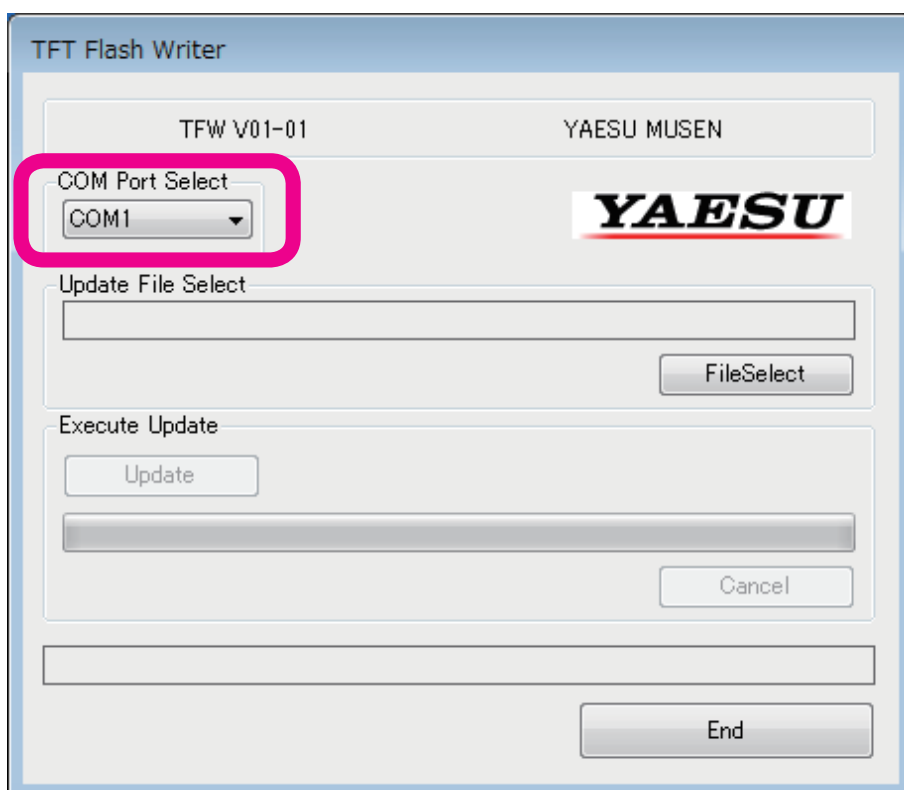 TFT Flash Writer
TFW V01-01 YAESU MUSEN
COM Port Select
COM1
YAESU
Update File Select
FileSelect
Execute Update
Update
Cancel
End